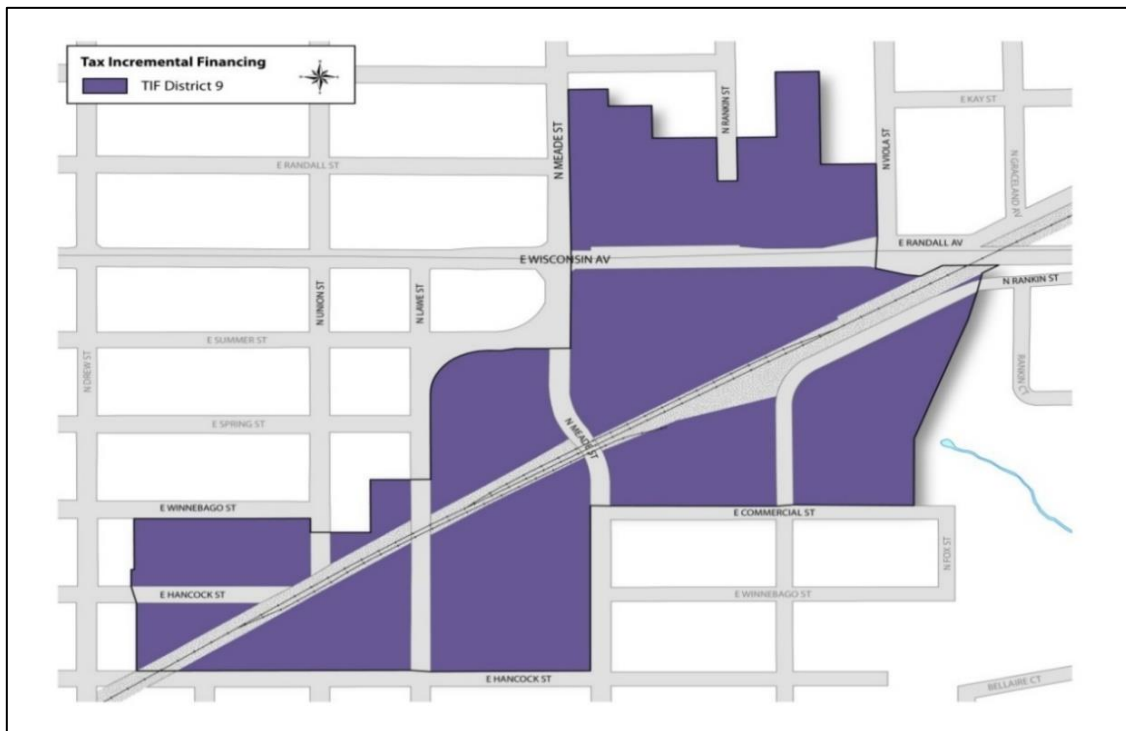 Tax Incremental Financing
TIF District 9
E KAY ST
N RANKIN ST
N MEADE ST
N VIOLA ST
N GRACELAND AV
E RANDALL ST
E RANDALL AV
E WISCONSIN AV
N RANKIN ST
N UNION ST
N LAWE ST
E SUMMER ST
N DREW ST
RANKIN CT
E SPRING ST
N MEADE ST
E WINNEBAGO ST
E COMMERCIAL ST
N FOX ST
E HANCOCK ST
E WINNEBAGO ST
E HANCOCK ST
BELLAIRE CT